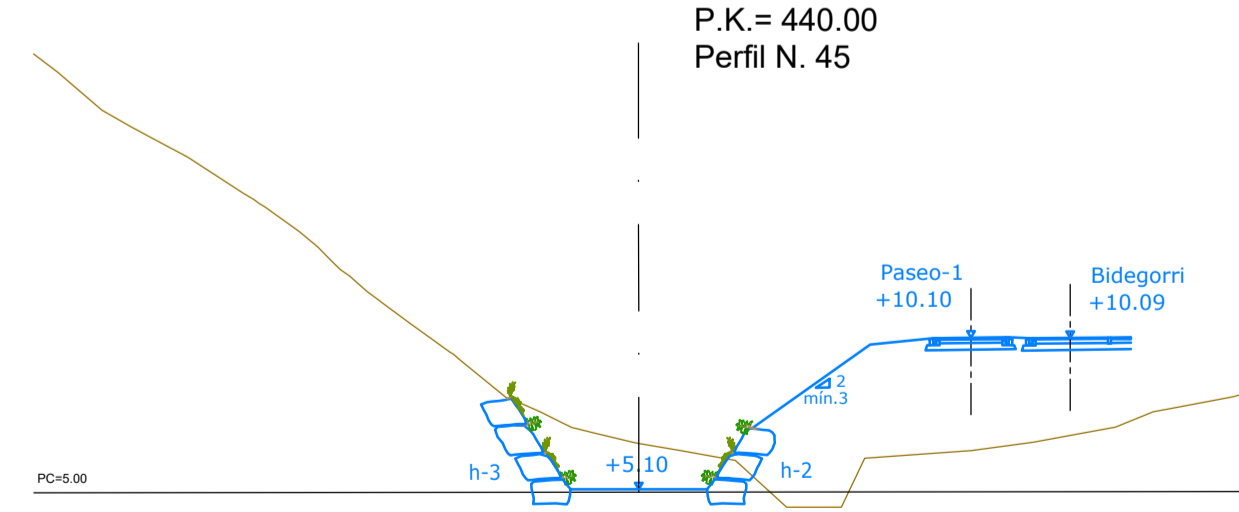 P.K.= 440.00
Perfil N. 45
Paseo-1
+10.10
Bidegorri
+10.09
2
mín.3
h-3
+5.10
h-2
PC=5.00